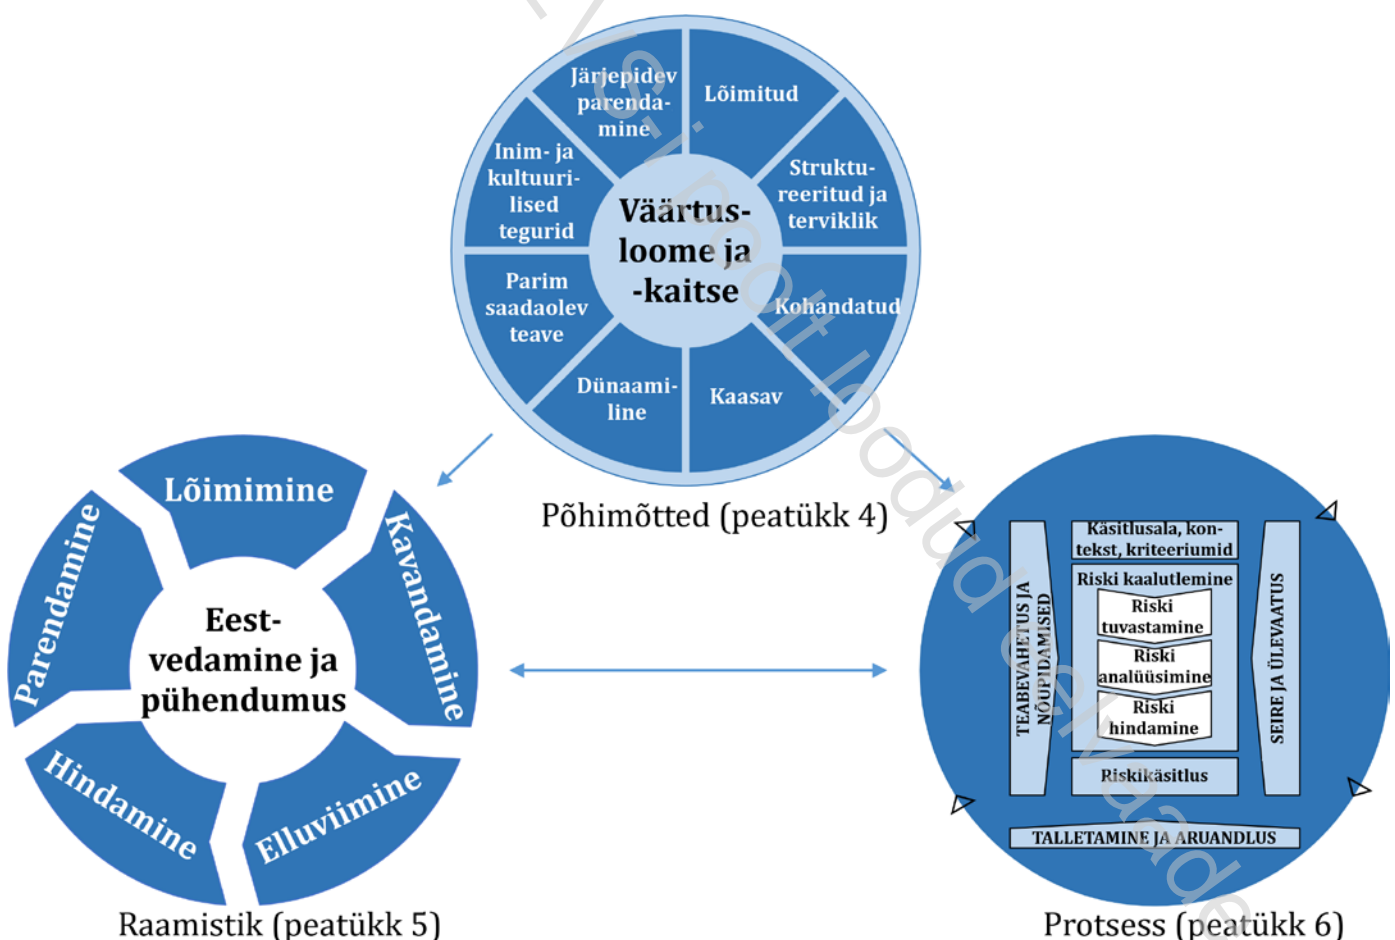 Järjepidev
parenda-
mine
Lõimitud
Struktu-
reeritud ja
terviklik
Kohandatud
Kaasav
Dünaami-
line
Parim
saadaolev
teave
Inim- ja
kultuuri-
lised
tegurid
Väärtus-
loome ja
-kaitse
Põhimõtted (peatükk 4)
Lõimimine
Kavandamine
Elluviimine
Hindamine
Parendamine
Eest-
vedamine ja
pühendumus
Raamistik (peatükk 5)
TEABEVAHETUS JA
NÕUPIDAMISED
Käsitlusala, kon-
tekst, kriteeriumid
Riski kaalutlemine
Riski
tuvastamine
Riski
analüüsimine
Riski
hindamine
Riskikäsitlus
SEIRE JA ÜLEVAATUS
TALLETAMINE JA ARUANDLUS
Protsess (peatükk 6)